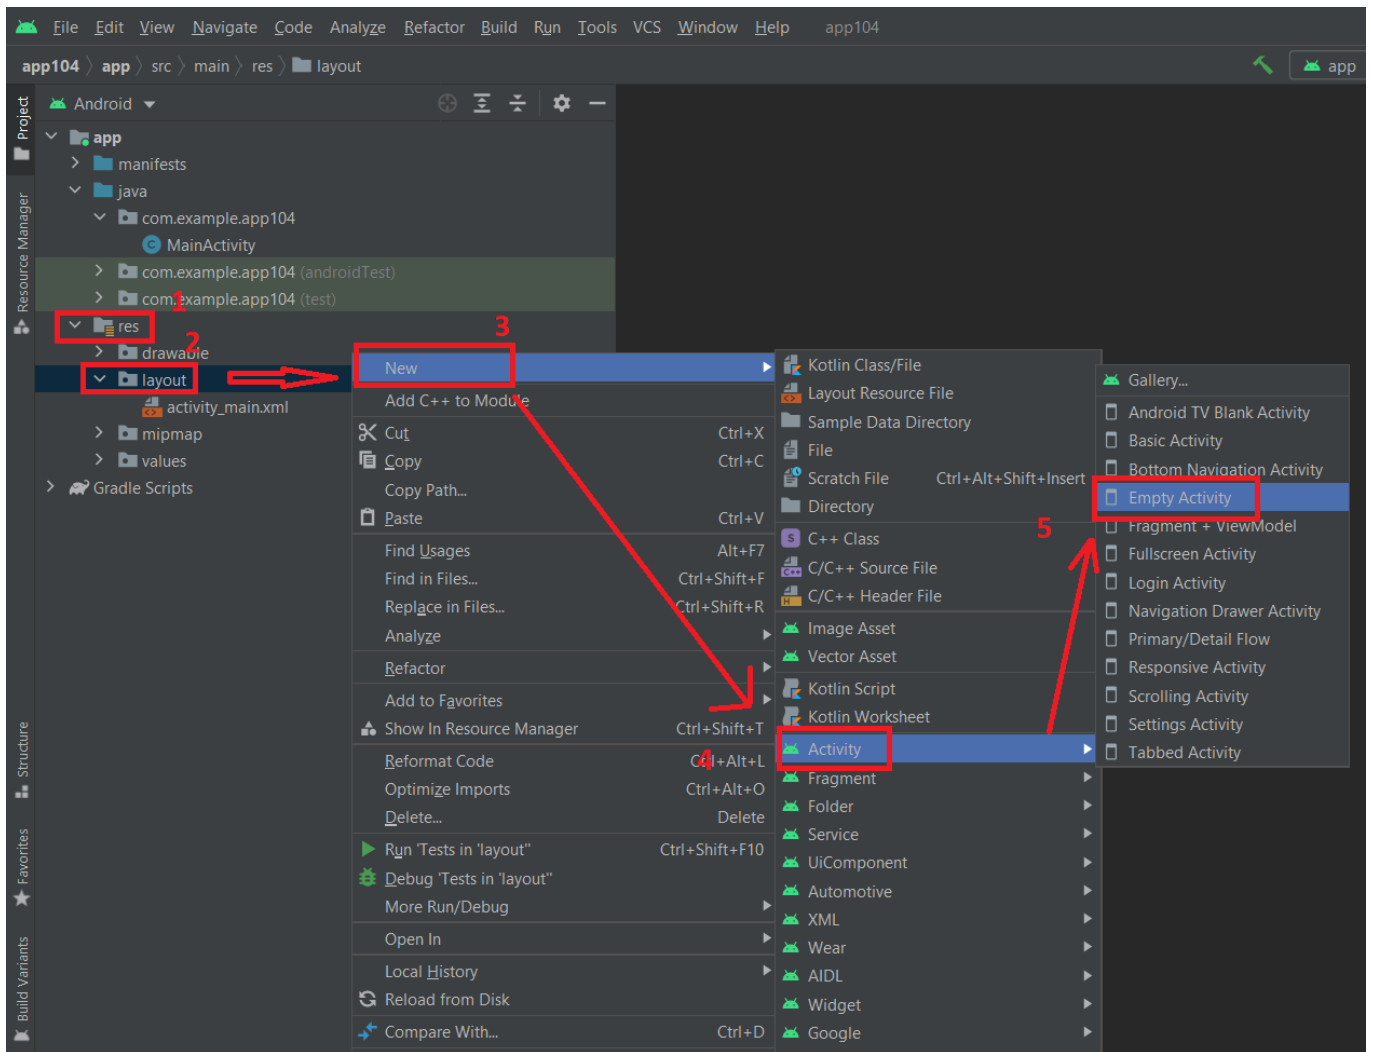 File Edit View Navigate Code Analyze Refactor Build Run Tools VCS Window Help app104
app104 app src main res layout
app
Project
Android
app
manifests
java
com.example.app104
MainActivity
com.example.app104 (androidTest)
com.example.app104 (test)
1
res
2
drawable
layout
activity_main.xml
mipmap
values
Gradle Scripts
Resource Manager
Structure
Favorites
Build Variants
3
New
Add C++ to Module
Cut Ctrl+X
Copy Ctrl+C
Copy Path...
Paste Ctrl+V
Find Usages Alt+F7
Find in Files... Ctrl+Shift+F
Replace in Files... Ctrl+Shift+R
Analyze
Refactor
Add to Favorites
Show In Resource Manager Ctrl+Shift+T
4
Reformat Code Ctrl+Alt+L
Optimize Imports Ctrl+Alt+O
Delete... Delete
Run 'Tests in 'layout'' Ctrl+Shift+F10
Debug 'Tests in 'layout''
More Run/Debug
Open In
Local History
Reload from Disk
Compare With... Ctrl+D
Kotlin Class/File
Layout Resource File
Sample Data Directory
File
Scratch File Ctrl+Alt+Shift+Insert
Directory
S C++ Class
C++ C/C++ Source File
H C/C++ Header File
Image Asset
Vector Asset
Kotlin Script
Kotlin Worksheet
Activity
Fragment
Folder
Service
UiComponent
Automotive
XML
Wear
AIDL
Widget
Google
5
Gallery...
Android TV Blank Activity
Basic Activity
Bottom Navigation Activity
Empty Activity
Fragment + ViewModel
Fullscreen Activity
Login Activity
Navigation Drawer Activity
Primary/Detail Flow
Responsive Activity
Scrolling Activity
Settings Activity
Tabbed Activity